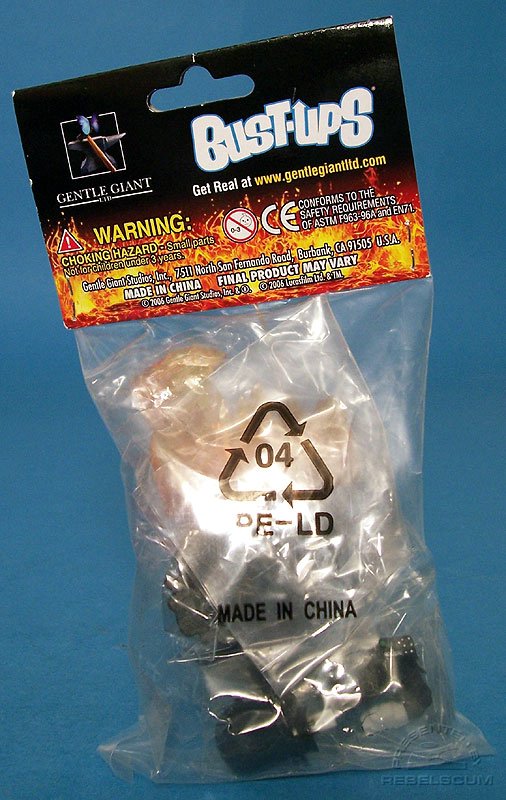 BUST-UPS
GENTLE GIANT
LTD
Get Real at www.gentlegiantltd.com
WARNING:
CHOKING HAZARD - Small parts
Not for children under 3 years.
0-3
CE
CONFORMS TO THE
SAFETY REQUIREMENTS
OF ASTM F963-96A AND EN71.
Gentle Giant Studios, Inc., 7511 North San Fernando Road, Burbank, CA 91505 U.S.A.
MADE IN CHINA FINAL PRODUCT MAY VARY
© 2006 Gentle Giant Studios, Inc. © 2006 Lucasfilm Ltd. & TM.
04
PE-LD
MADE IN CHINA
REBELSCUM